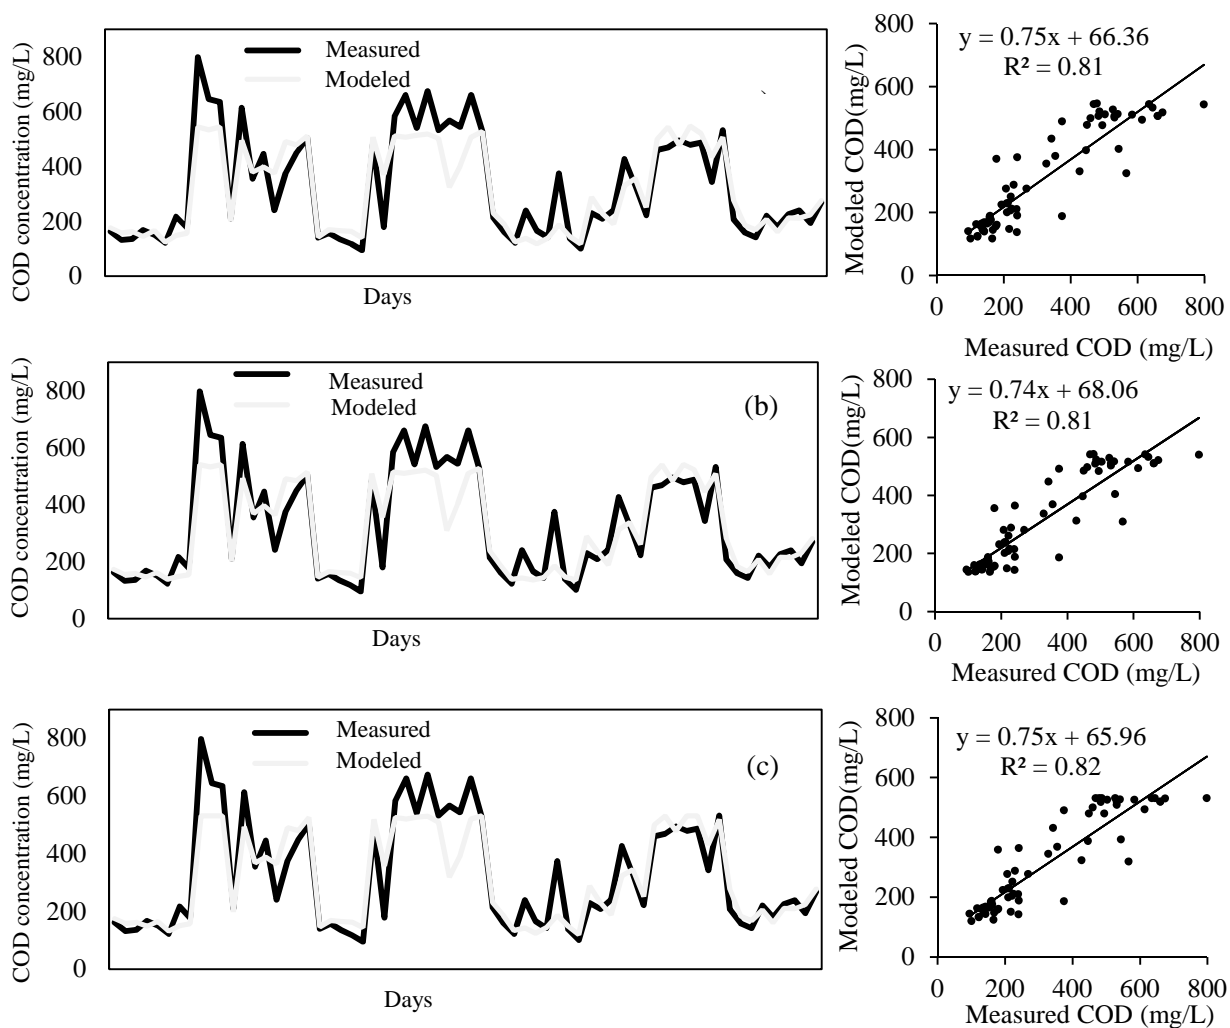 COD concentration (mg/L)
800
600
400
200
0
Measured
Modeled
Days
y = 0.75x + 66.36
R² = 0.81
Modeled COD(mg/L)
800
600
400
200
0
0 200 400 600 800
Measured COD (mg/L)
COD concentration (mg/L)
800
600
400
200
0
Measured
Modeled
(b)
Days
y = 0.74x + 68.06
R² = 0.81
Modeled COD(mg/L)
800
600
400
200
0
0 200 400 600 800
Measured COD (mg/L)
COD concentration (mg/L)
800
600
400
200
0
Measured
Modeled
(c)
Days
y = 0.75x + 65.96
R² = 0.82
Modeled COD(mg/L)
800
600
400
200
0
0 200 400 600 800
Measured COD (mg/L)